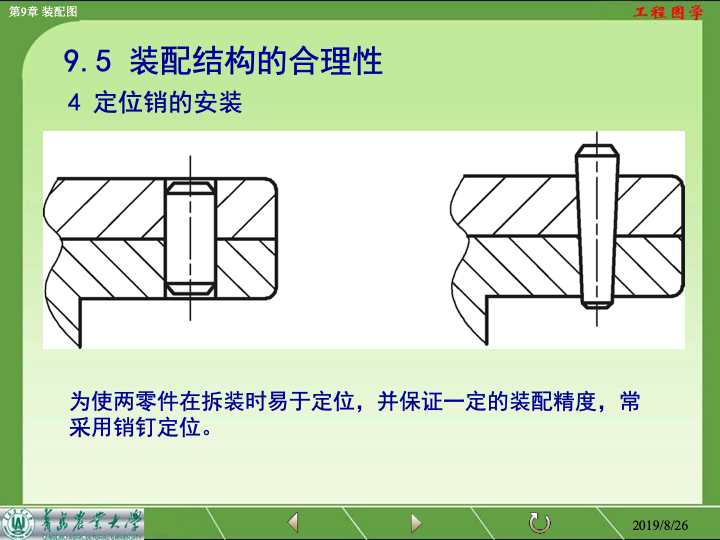 第9章 装配图
工程图学
9.5 装配结构的合理性
4 定位销的安装
为使两零件在拆装时易于定位，并保证一定的装配精度，常
采用销钉定位。
青岛农业大学
2019/8/26